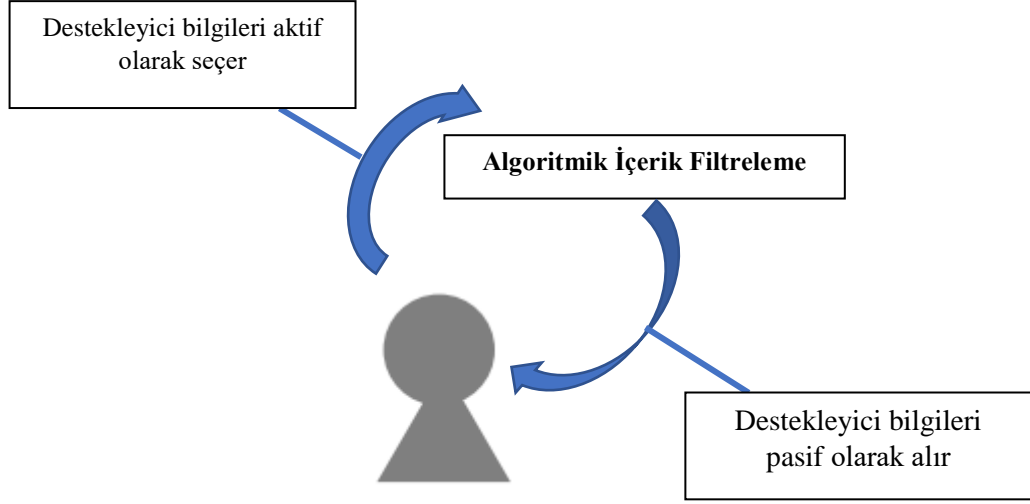 Destekleyici bilgileri aktif
olarak seçer
Algoritmik İçerik Filtreleme
Destekleyici bilgileri
pasif olarak alır